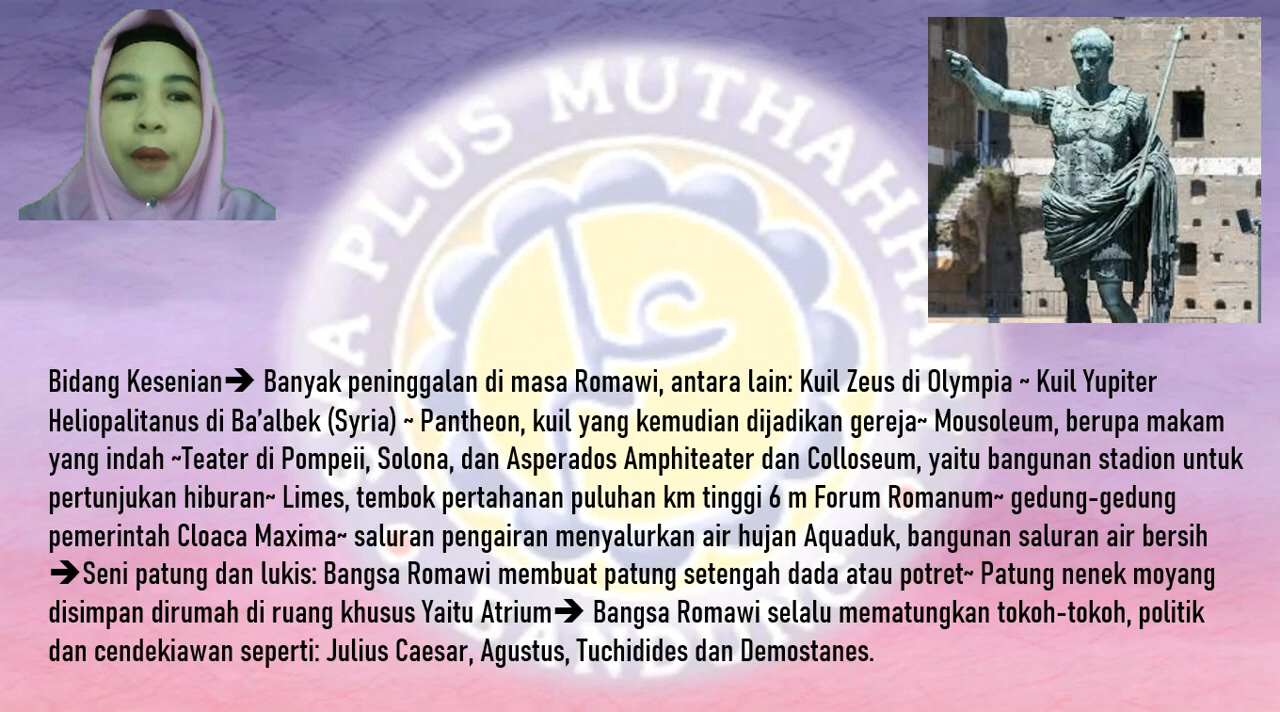 SMA PLUS MUTHAHHARI
BANDUNG
Bidang Kesenian➔ Banyak peninggalan di masa Romawi, antara lain: Kuil Zeus di Olympia ~ Kuil Yupiter
Heliopalitanus di Ba’albek (Syria) ~ Pantheon, kuil yang kemudian dijadikan gereja~ Mousoleum, berupa makam
yang indah ~Teater di Pompeii, Solona, dan Asperados Amphiteater dan Colloseum, yaitu bangunan stadion untuk
pertunjukan hiburan~ Limes, tembok pertahanan puluhan km tinggi 6 m Forum Romanum~ gedung-gedung
pemerintah Cloaca Maxima~ saluran pengairan menyalurkan air hujan Aquaduk, bangunan saluran air bersih
➔Seni patung dan lukis: Bangsa Romawi membuat patung setengah dada atau potret~ Patung nenek moyang
disimpan dirumah di ruang khusus Yaitu Atrium➔ Bangsa Romawi selalu mematungkan tokoh-tokoh, politik
dan cendekiawan seperti: Julius Caesar, Agustus, Tuchidides dan Demostanes.